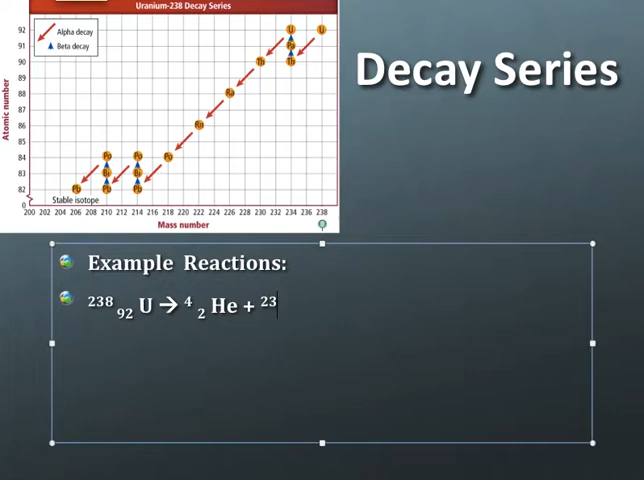 Uranium-238 Decay Series
Decay Series
Alpha decay
Beta decay
Atomic number
92
91
90
88
86
84
83
82
0
U U
Pa
Th Th
Ra
Rn
Po Po Po
Bi Bi
Pb Pb Pb
Stable isotope
200 202 204 206 208 210 212 214 216 218 220 222 224 226 228 230 232 234 236 238
Mass number
Example Reactions:
²³⁸ ₉₂ U → ⁴ ₂ He + ²³